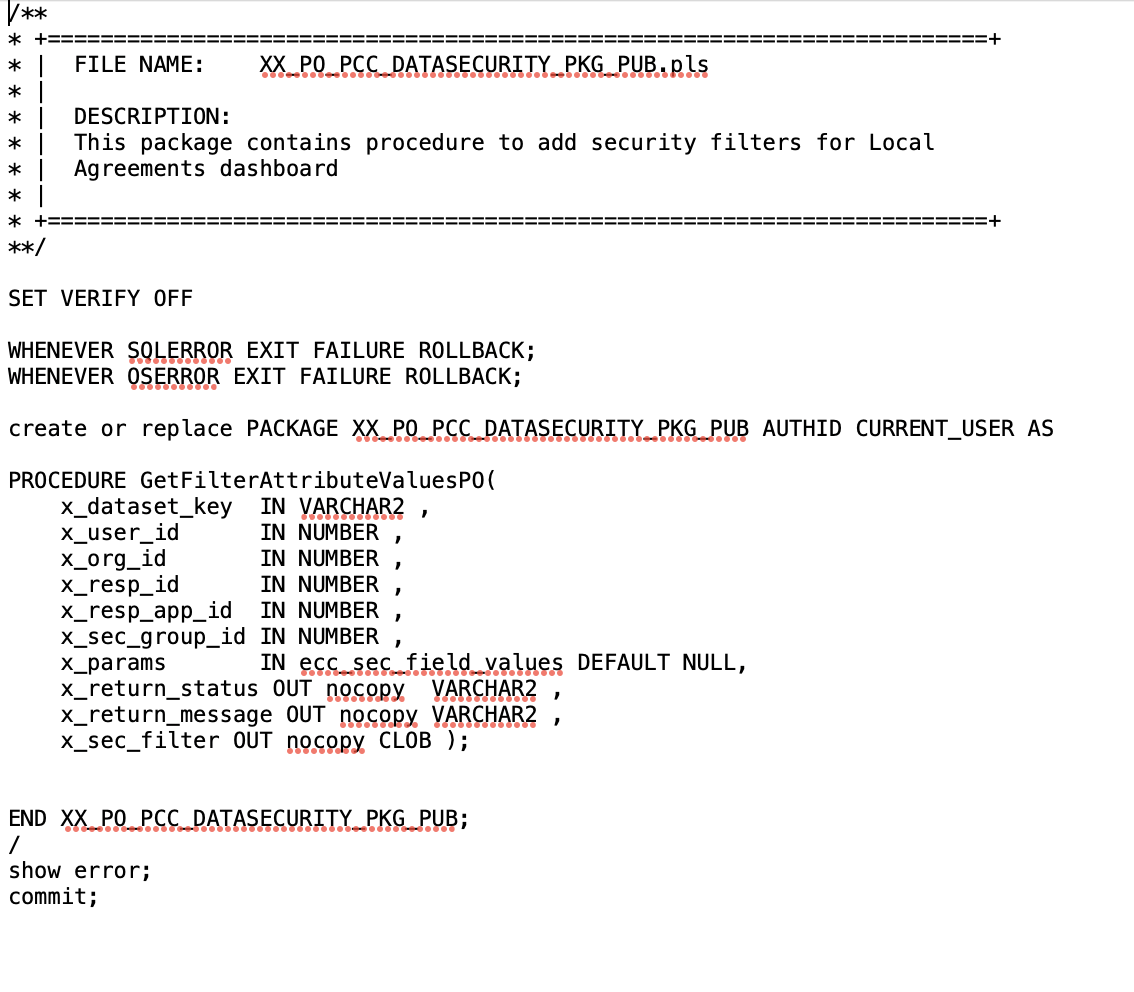 /**
* +=======================================================================+
* |  FILE NAME:    XX_PO_PCC_DATASECURITY_PKG_PUB.pls
* |
* |  DESCRIPTION:
* |  This package contains procedure to add security filters for Local
* |  Agreements dashboard
* |
* +=======================================================================+
**/

SET VERIFY OFF

WHENEVER SQLERROR EXIT FAILURE ROLLBACK;
WHENEVER OSERROR EXIT FAILURE ROLLBACK;

create or replace PACKAGE XX_PO_PCC_DATASECURITY_PKG_PUB AUTHID CURRENT_USER AS

PROCEDURE GetFilterAttributeValuesPO(
    x_dataset_key  IN VARCHAR2 ,
    x_user_id      IN NUMBER ,
    x_org_id       IN NUMBER ,
    x_resp_id      IN NUMBER ,
    x_resp_app_id  IN NUMBER ,
    x_sec_group_id IN NUMBER ,
    x_params       IN ecc_sec_field_values DEFAULT NULL,
    x_return_status OUT nocopy  VARCHAR2 ,
    x_return_message OUT nocopy VARCHAR2 ,
    x_sec_filter OUT nocopy CLOB );


END XX_PO_PCC_DATASECURITY_PKG_PUB;
/
show error;
commit;